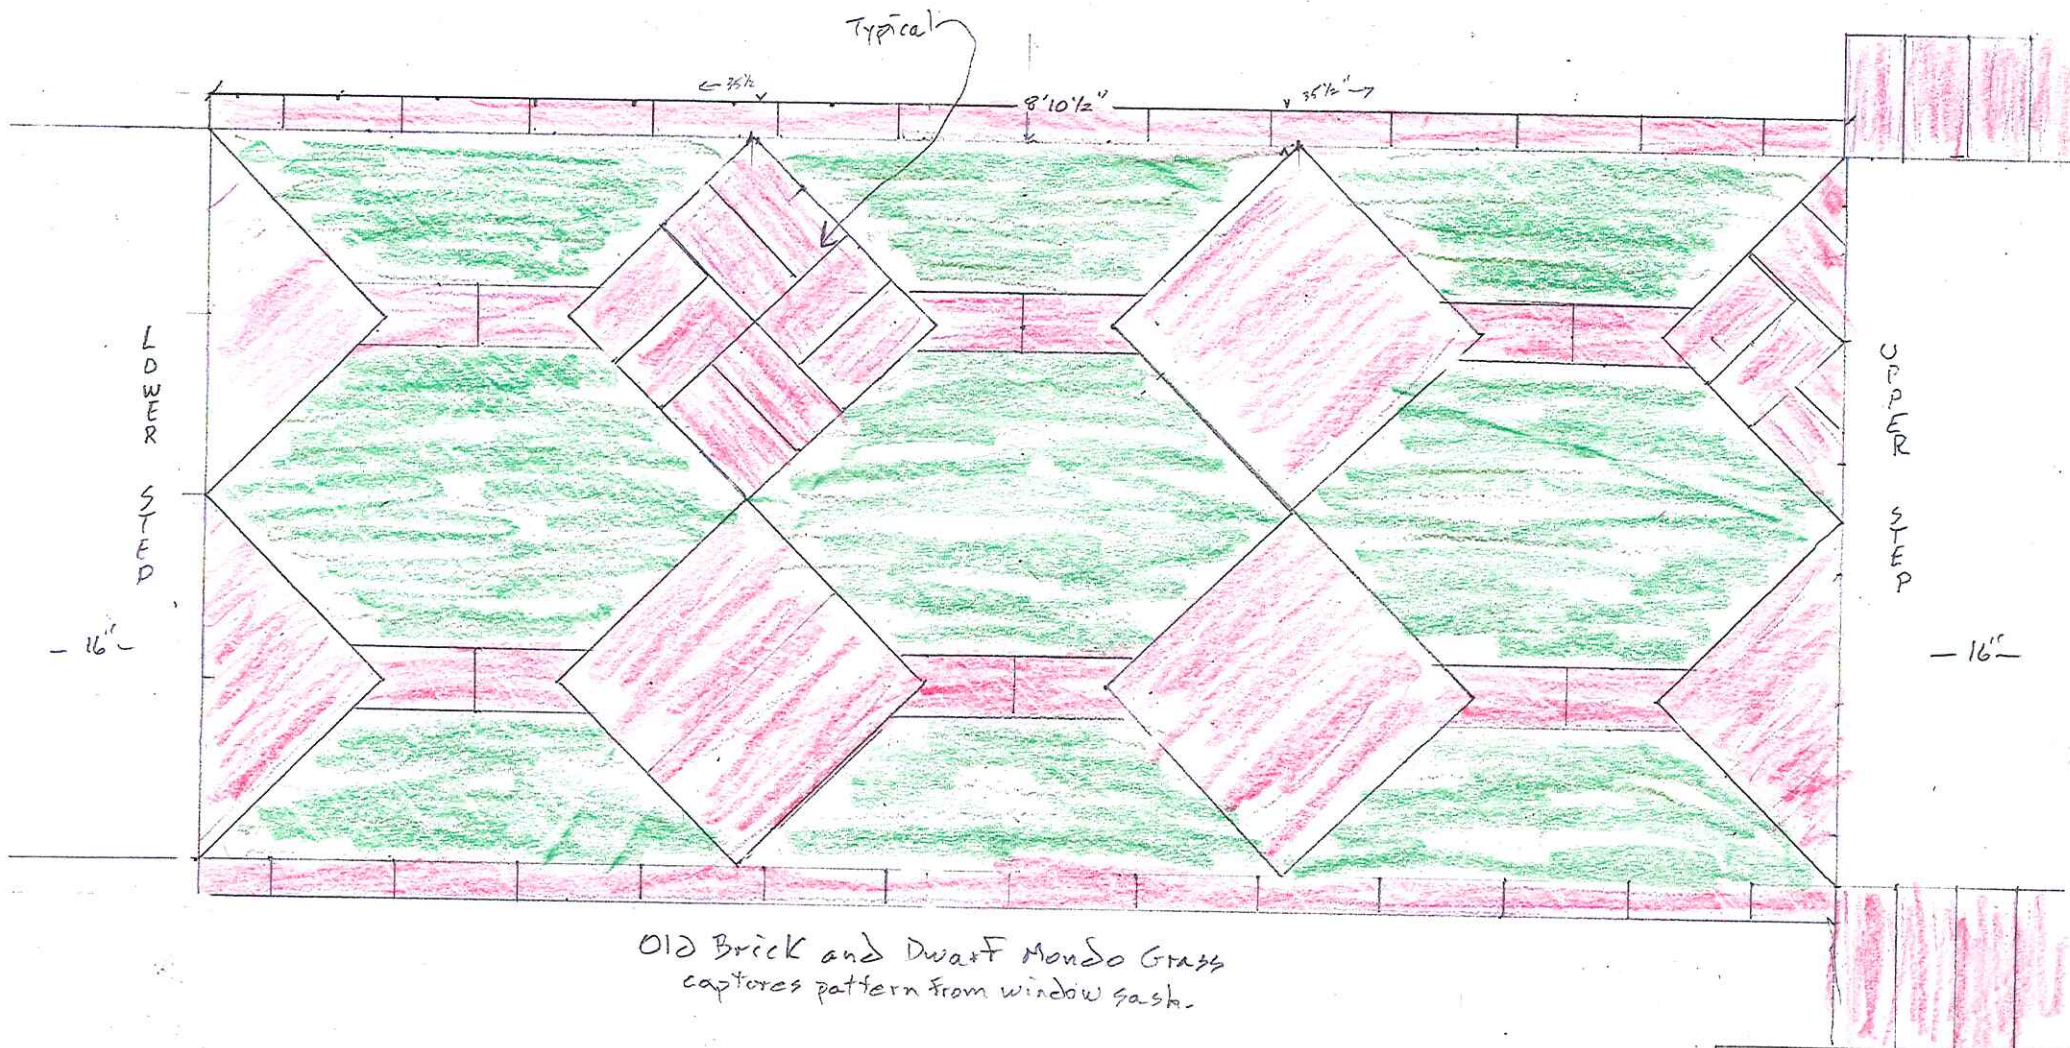 Typical
← 35½
8'10½"
35½" →
LOWER STEP
UPPER STEP
- 16" -
- 16" -
Old Brick and Dwarf Mondo Grass
captures pattern from window sash.